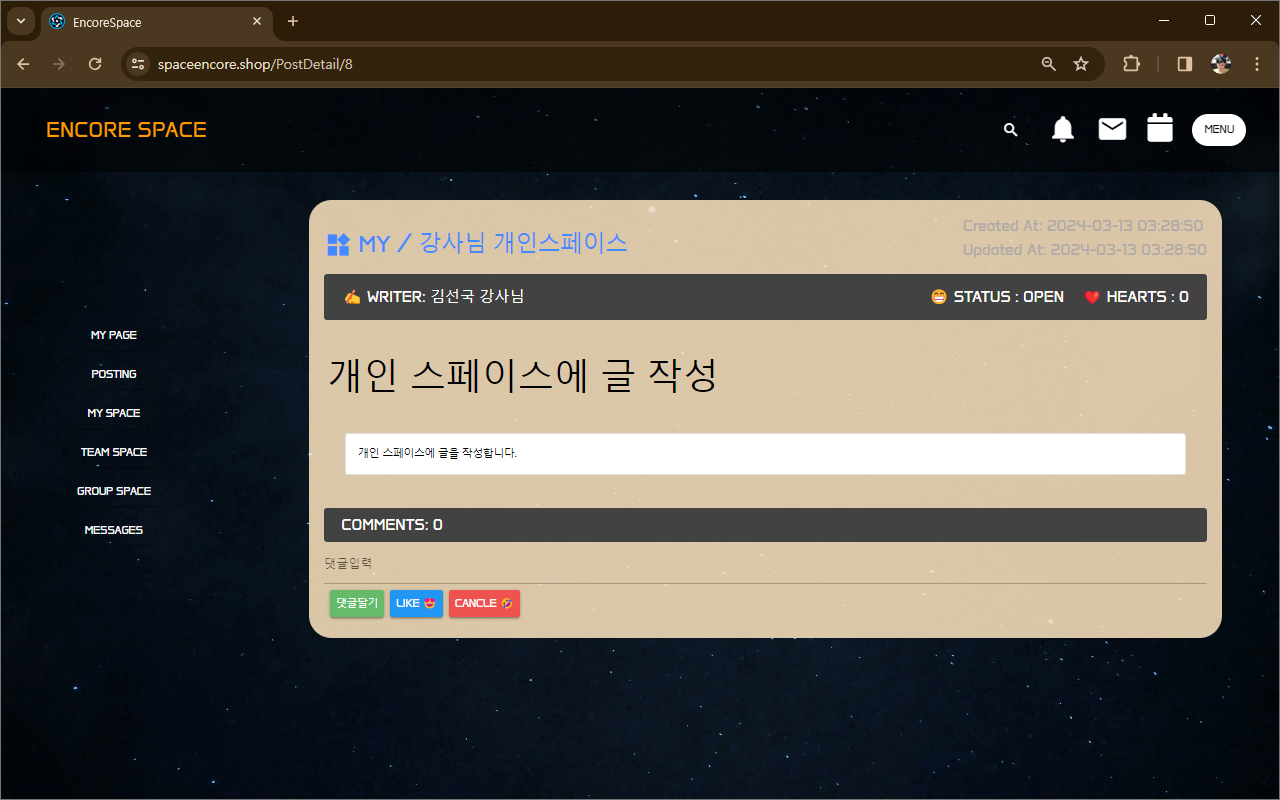 EncoreSpace
spaceencore.shop/PostDetail/8
ENCORE SPACE
MENU
MY PAGE
POSTING
MY SPACE
TEAM SPACE
GROUP SPACE
MESSAGES
MY / 강사님 개인스페이스
Created At: 2024-03-13 03:28:50
Updated At: 2024-03-13 03:28:50
✍ WRITER: 김선국 강사님
😁 STATUS : OPEN ❤️ HEARTS : 0
개인 스페이스에 글 작성
개인 스페이스에 글을 작성합니다.
COMMENTS: 0
댓글입력
댓글달기
LIKE 😍
CANCLE 🤣